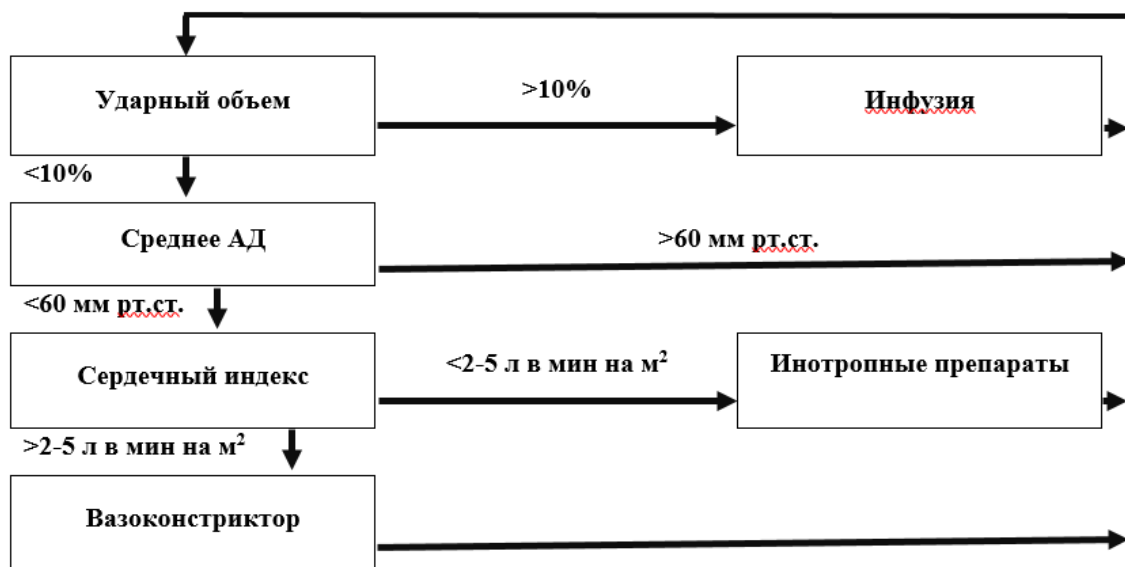 Ударный объем
>10%
Инфузия
<10%
Среднее АД
>60 мм рт.ст.
<60 мм рт.ст.
Сердечный индекс
<2-5 л в мин на м²
Инотропные препараты
>2-5 л в мин на м²
Вазоконстриктор